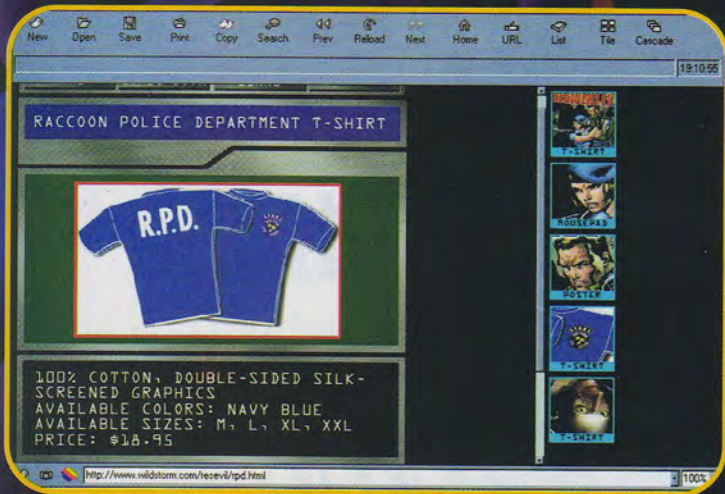 New Open Save Print Copy Search Prev Reload Next Home URL List Tile Cascade
19:10:56
RACCOON POLICE DEPARTMENT T-SHIRT
R.P.D.
100% COTTON, DOUBLE-SIDED SILK-
SCREENED GRAPHICS
AVAILABLE COLORS: NAVY BLUE
AVAILABLE SIZES: M, L, XL, XXL
PRICE: $18.95
T-SHIRT
MOUSEPAD
POSTER
T-SHIRT
T-SHIRT
http://www.wildstorm.com/resevil/rpd.html
100%